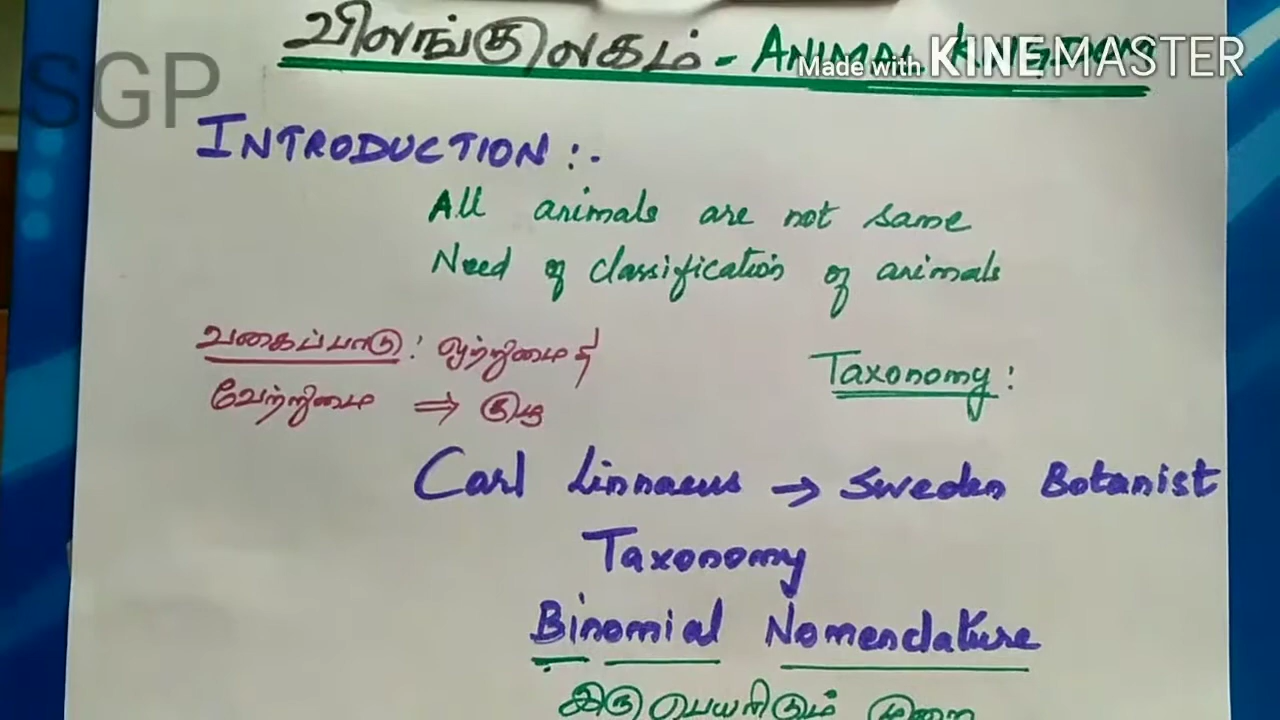 விலங்குலகம் - ANIMAL KINGDOM
Made with KINEMASTER
SGP
INTRODUCTION :-
All animals are not same
Need of classification of animals
வகைப்பாடு : ஒற்றுமை
வேற்றுமை ⇒ குழு
Taxonomy :
Carl Linnaeus → Sweden Botanist
Taxonomy
Binomial Nomenclature
இரு பெயரிடும் முறை